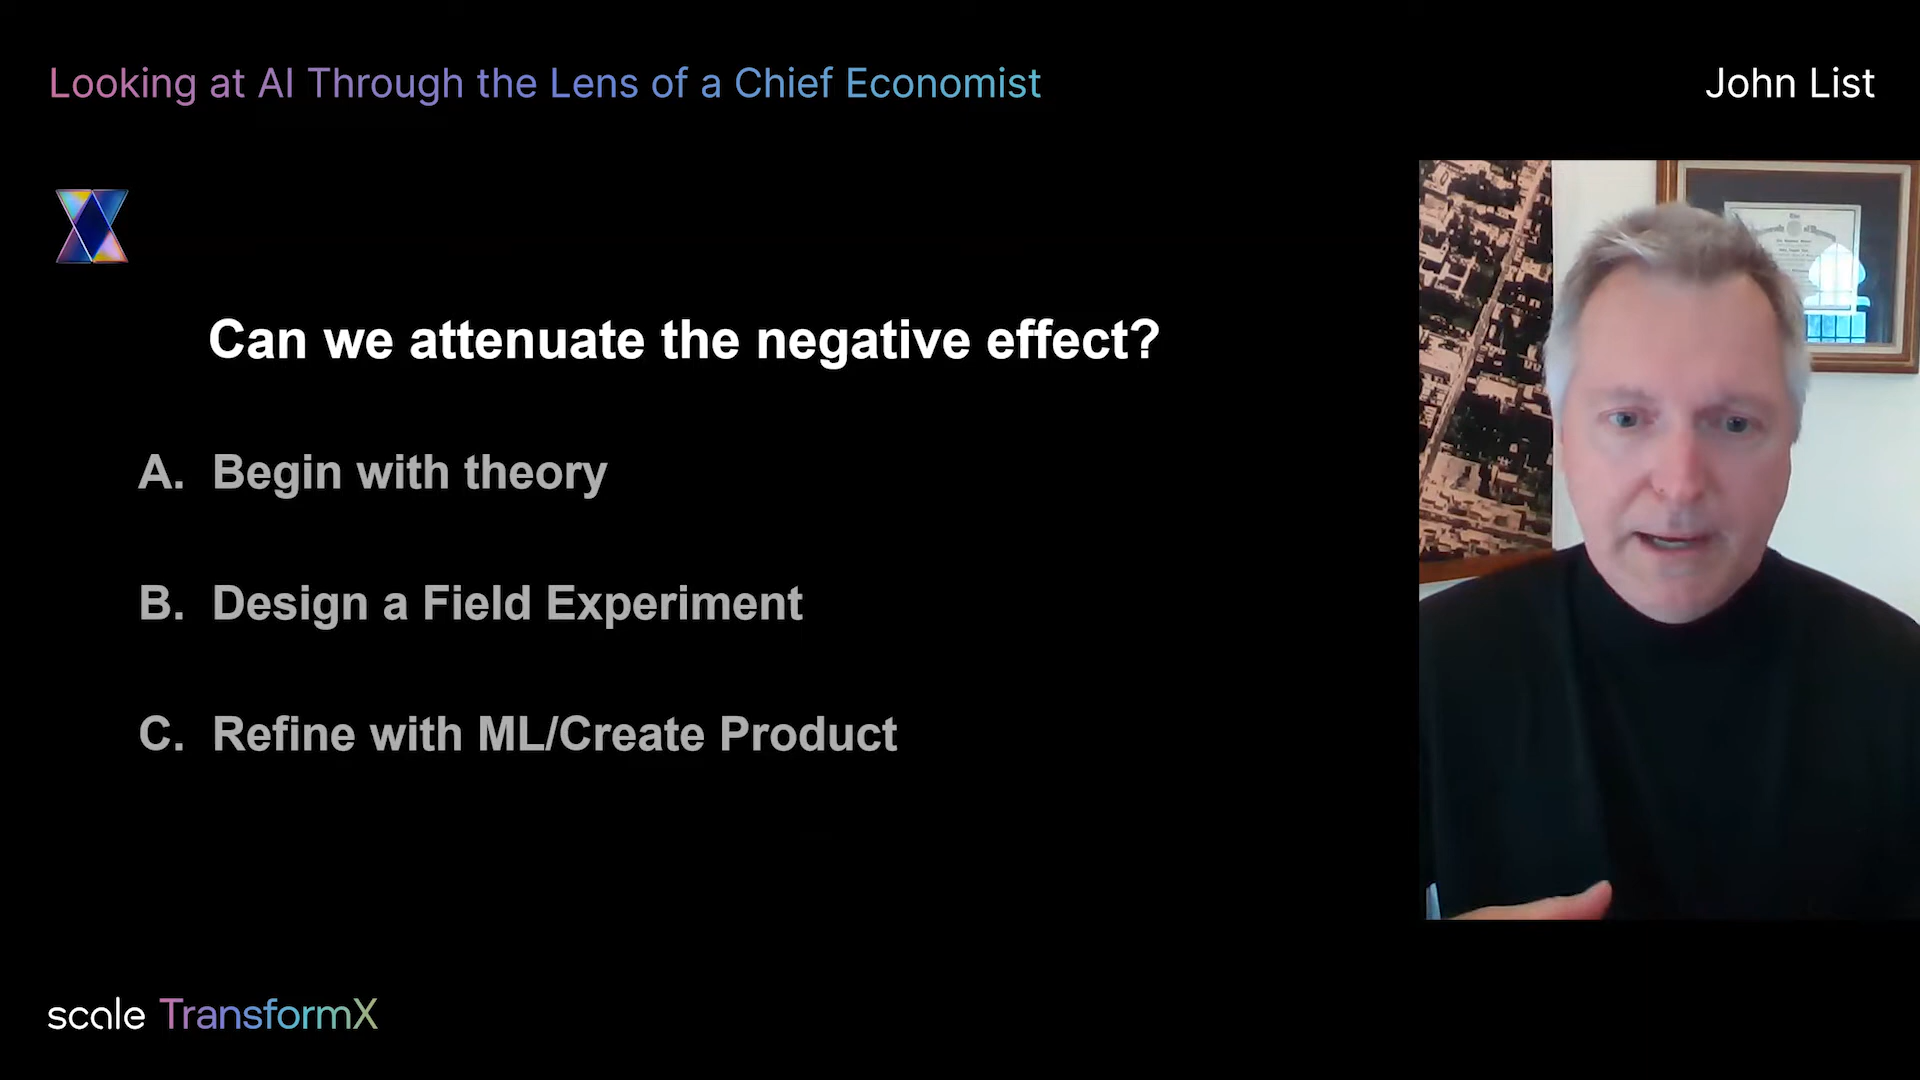 Looking at AI Through the Lens of a Chief Economist
John List
Can we attenuate the negative effect?
A. Begin with theory
B. Design a Field Experiment
C. Refine with ML/Create Product
scale TransformX